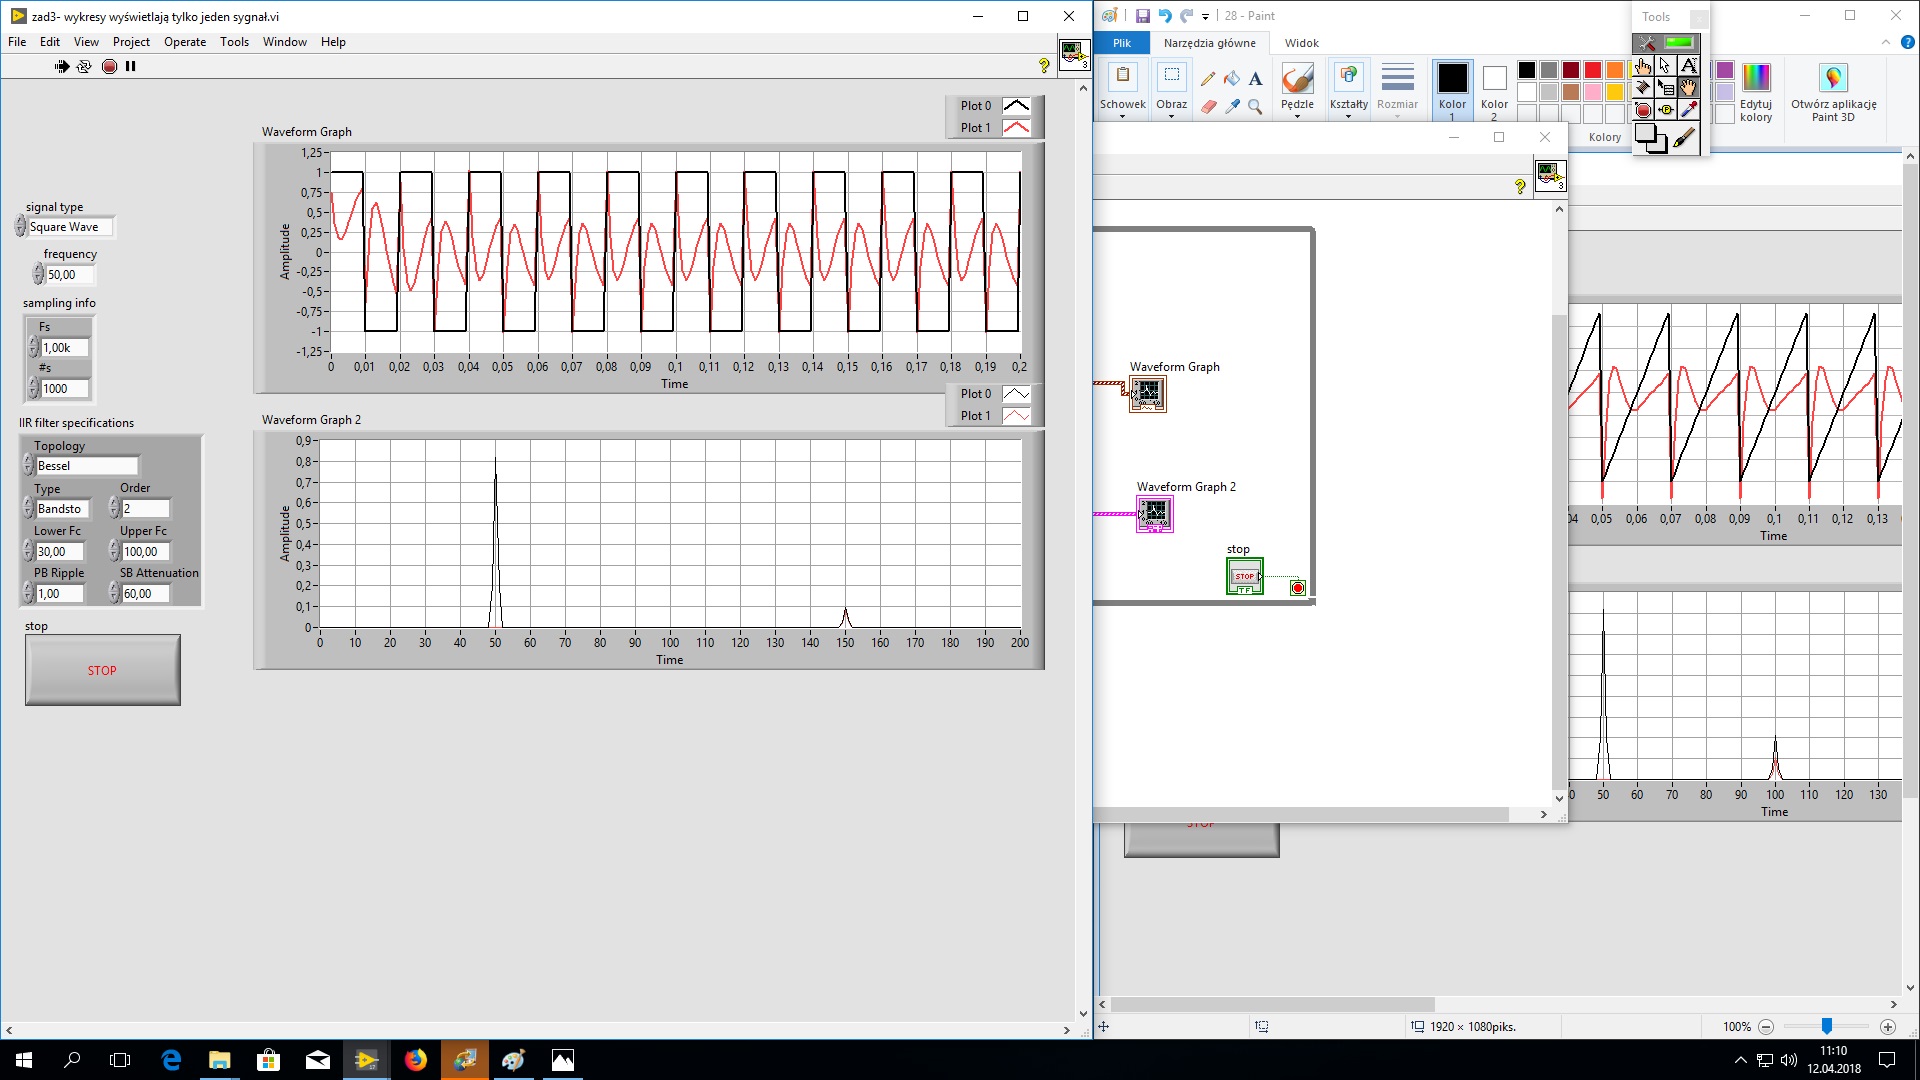 zad3- wykresy wyświetlają tylko jeden sygnał.vi
File Edit View Project Operate Tools Window Help
3
Plot 0
Plot 1
Waveform Graph
1,25
1
0,75
0,5
0,25
0
-0,25
-0,5
-0,75
-1
-1,25
Amplitude
0 0,01 0,02 0,03 0,04 0,05 0,06 0,07 0,08 0,09 0,1 0,11 0,12 0,13 0,14 0,15 0,16 0,17 0,18 0,19 0,2
Time
signal type
Square Wave
frequency
50,00
sampling info
Fs
1,00k
#s
1000
IIR filter specifications
Topology
Bessel
Type Order
Bandsto 2
Lower Fc Upper Fc
30,00 100,00
PB Ripple SB Attenuation
1,00 60,00
stop
STOP
Plot 0
Plot 1
Waveform Graph 2
0,9
0,8
0,7
0,6
0,5
0,4
0,3
0,2
0,1
0
Amplitude
0 10 20 30 40 50 60 70 80 90 100 110 120 130 140 150 160 170 180 190 200
Time
28 - Paint
Plik Narzędzia główne Widok
Schowek Obraz Pędzle Kształty Rozmiar Kolor 1 Kolor 2 Edytuj kolory Otwórz aplikację Paint 3D
Kolory
Tools
3
Waveform Graph
Waveform Graph 2
stop
STOP
TF
04 0,05 0,06 0,07 0,08 0,09 0,1 0,11 0,12 0,13
Time
0 50 60 70 80 90 100 110 120 130
Time
STOP
1920 × 1080piks.
100%
11:10
12.04.2018